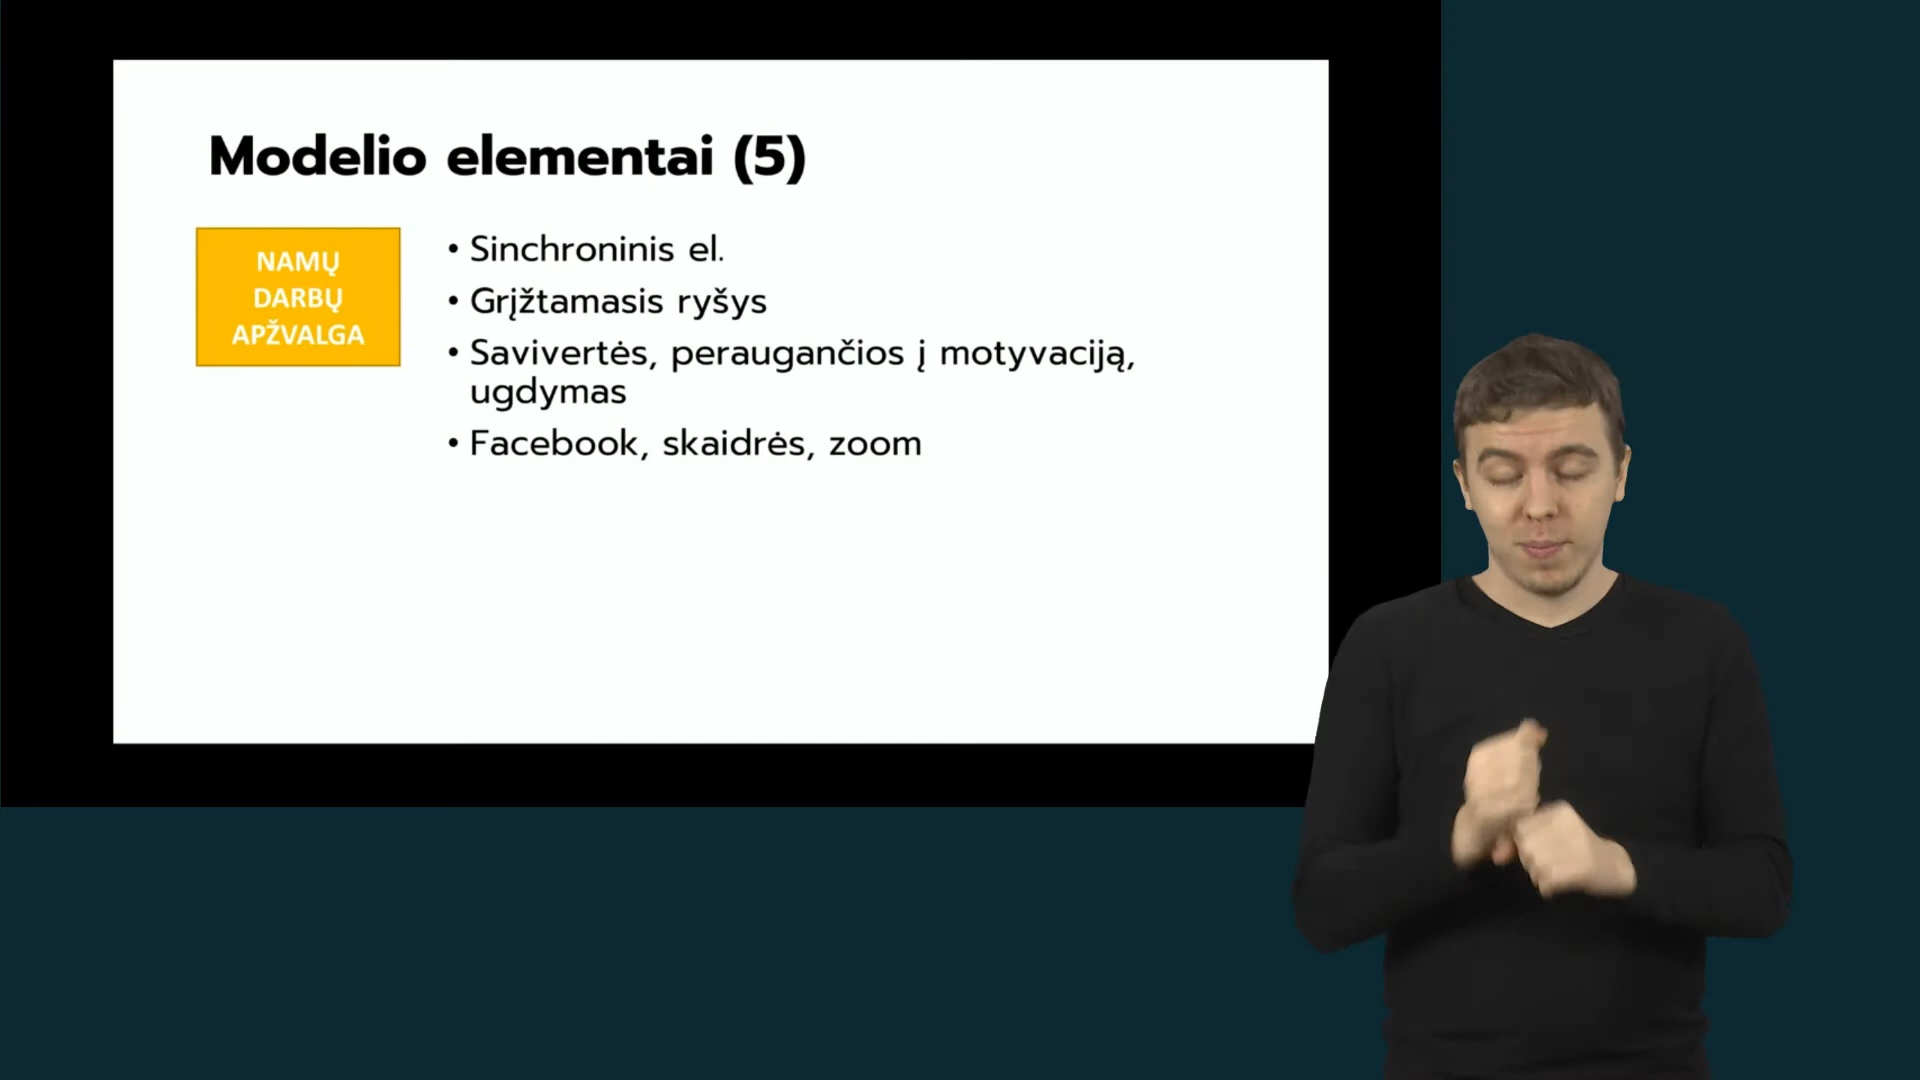 Modelio elementai (5)
NAMŲ
DARBŲ
APŽVALGA
• Sinchroninis el.
• Grįžtamasis ryšys
• Savivertės, peraugančios į motyvaciją,
ugdymas
• Facebook, skaidrės, zoom